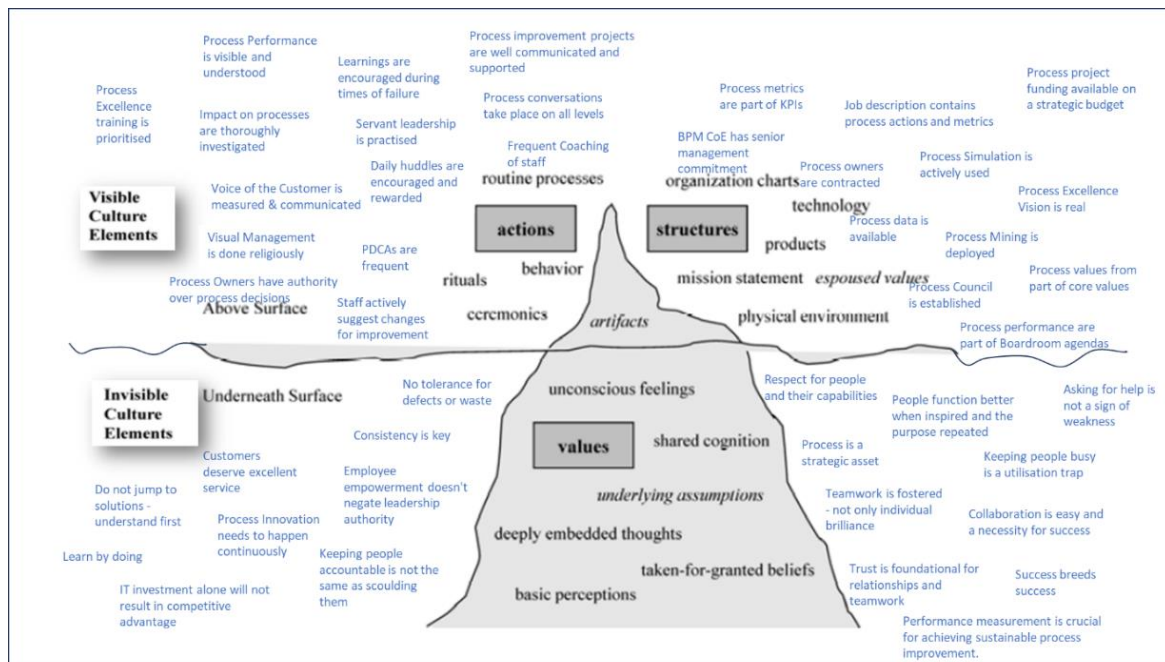 Process Performance
is visible and
understood
Learnings are
encouraged during
times of failure
Process improvement projects
are well communicated and
supported
Process
Excellence
training is
prioritised
Impact on processes
are thoroughly
investigated
Servant leadership
is practised
Process conversations
take place on all levels
Frequent Coaching
of staff
Daily huddles are
encouraged and
rewarded
Voice of the Customer is
measured & communicated
Visual Management
is done religiously
PDCAs are
frequent
Process Owners have authority
over process decisions
Staff actively
suggest changes
for improvement
Process metrics
are part of KPIs
Job description contains
process actions and metrics
Process project
funding available on
a strategic budget
BPM CoE has senior
management
commitment
Process owners
are contracted
Process Simulation is
actively used
Process Excellence
Vision is real
Process data is
available
Process Mining is
deployed
Process values from
part of core values
Process Council
is established
Process performance are
part of Boardroom agendas
Visible
Culture
Elements
Above Surface
routine processes
actions
behavior
rituals
ceremonies
artifacts
organization charts
structures
technology
products
mission statement
espoused values
physical environment
Invisible
Culture
Elements
Underneath Surface
unconscious feelings
values
shared cognition
underlying assumptions
deeply embedded thoughts
taken-for-granted beliefs
basic perceptions
No tolerance for
defects or waste
Consistency is key
Customers
deserve excellent
service
Employee
empowerment doesn't
negate leadership
authority
Do not jump to
solutions -
understand first
Process Innovation
needs to happen
continuously
Learn by doing
Keeping people
accountable is not the
same as scoulding
them
IT investment alone will not
result in competitive
advantage
Respect for people
and their capabilities
People function better
when inspired and the
purpose repeated
Asking for help is
not a sign of
weakness
Process is a
strategic asset
Keeping people busy
is a utilisation trap
Teamwork is fostered
- not only individual
brilliance
Collaboration is easy and
a necessity for success
Trust is foundational for
relationships and
teamwork
Success breeds
success
Performance measurement is crucial
for achieving sustainable process
improvement.